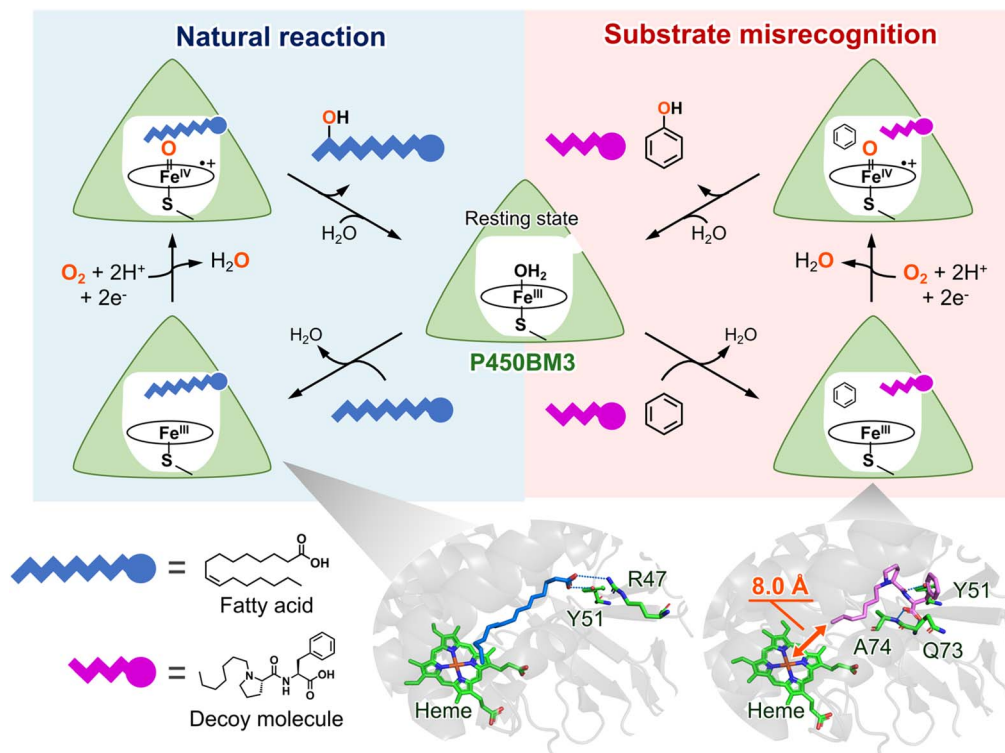 Natural reaction
Substrate misrecognition
OH
O
Fe^IV •+
S
H₂O
O₂ + 2H⁺
+ 2e⁻
H₂O
Fe^III
S
H₂O
Resting state
OH₂
Fe^III
S
P450BM3
OH
O
Fe^IV •+
S
H₂O
H₂O
O₂ + 2H⁺
+ 2e⁻
H₂O
Fe^III
S
=
O
OH
Fatty acid
=
N
O
N
H
O
OH
Decoy molecule
R47
Y51
Heme
8.0 Å
Y51
A74
Q73
Heme